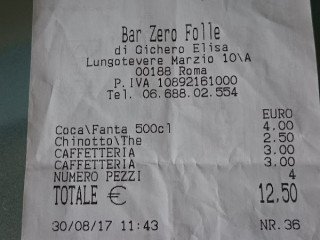 Bar Zero Folle
di Gichero Elisa
Lungotevere Marzio 10\A
00188 Roma
P.IVA 10892161000
Tel. 06.688.02.554
EURO
Coca\Fanta 500cl 4.00
Chinotto\The 2.50
CAFFETTERIA 3.00
CAFFETTERIA 3.00
NUMERO PEZZI 4
TOTALE € 12,50
30/08/17 11:43 NR.36